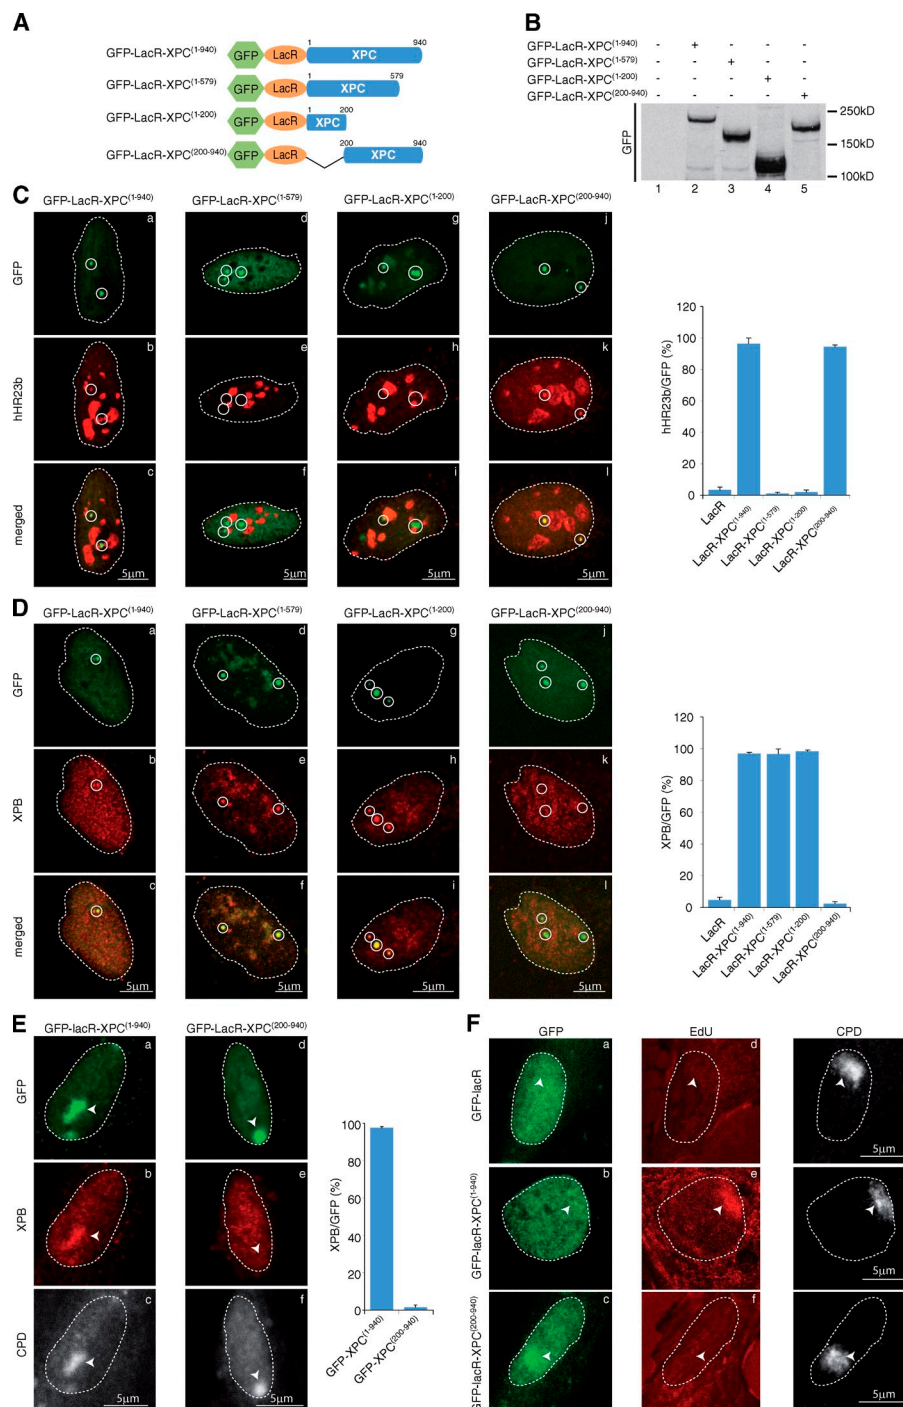 A
GFP-LacR-XPC(1-940)
GFP
LacR
1
XPC
940
GFP-LacR-XPC(1-579)
GFP
LacR
1
XPC
579
GFP-LacR-XPC(1-200)
GFP
LacR
1
XPC
200
GFP-LacR-XPC(200-940)
GFP
LacR
200
XPC
940
B
GFP-LacR-XPC(1-940) - + - - -
GFP-LacR-XPC(1-579) - - + - -
GFP-LacR-XPC(1-200) - - - + -
GFP-LacR-XPC(200-940) - - - - +
GFP
250kD
150kD
100kD
1 2 3 4 5
C
GFP-LacR-XPC(1-940) GFP-LacR-XPC(1-579) GFP-LacR-XPC(1-200) GFP-LacR-XPC(200-940)
GFP
a d g j
hHR23b
b e h k
merged
c f i l
5μm 5μm 5μm 5μm
hHR23b/GFP (%)
120
100
80
60
40
20
0
LacR
LacR-XPC(1-940)
LacR-XPC(1-579)
LacR-XPC(1-200)
LacR-XPC(200-940)
D
GFP-LacR-XPC(1-940) GFP-LacR-XPC(1-579) GFP-LacR-XPC(1-200) GFP-LacR-XPC(200-940)
GFP
a d g j
XPB
b e h k
merged
c f i l
5μm 5μm 5μm 5μm
XPB/GFP (%)
120
100
80
60
40
20
0
LacR
LacR-XPC(1-940)
LacR-XPC(1-579)
LacR-XPC(1-200)
LacR-XPC(200-940)
E
GFP-lacR-XPC(1-940) GFP-LacR-XPC(200-940)
GFP
a d
XPB
b e
CPD
c f
5μm 5μm
XPB/GFP (%)
100
80
60
40
20
0
GFP-XPC(1-940)
GFP-XPC(200-940)
F
GFP EdU CPD
GFP-lacR
a d
5μm
GFP-lacR-XPC(1-940)
b e
5μm
GFP-lacR-XPC(200-940)
c f
5μm